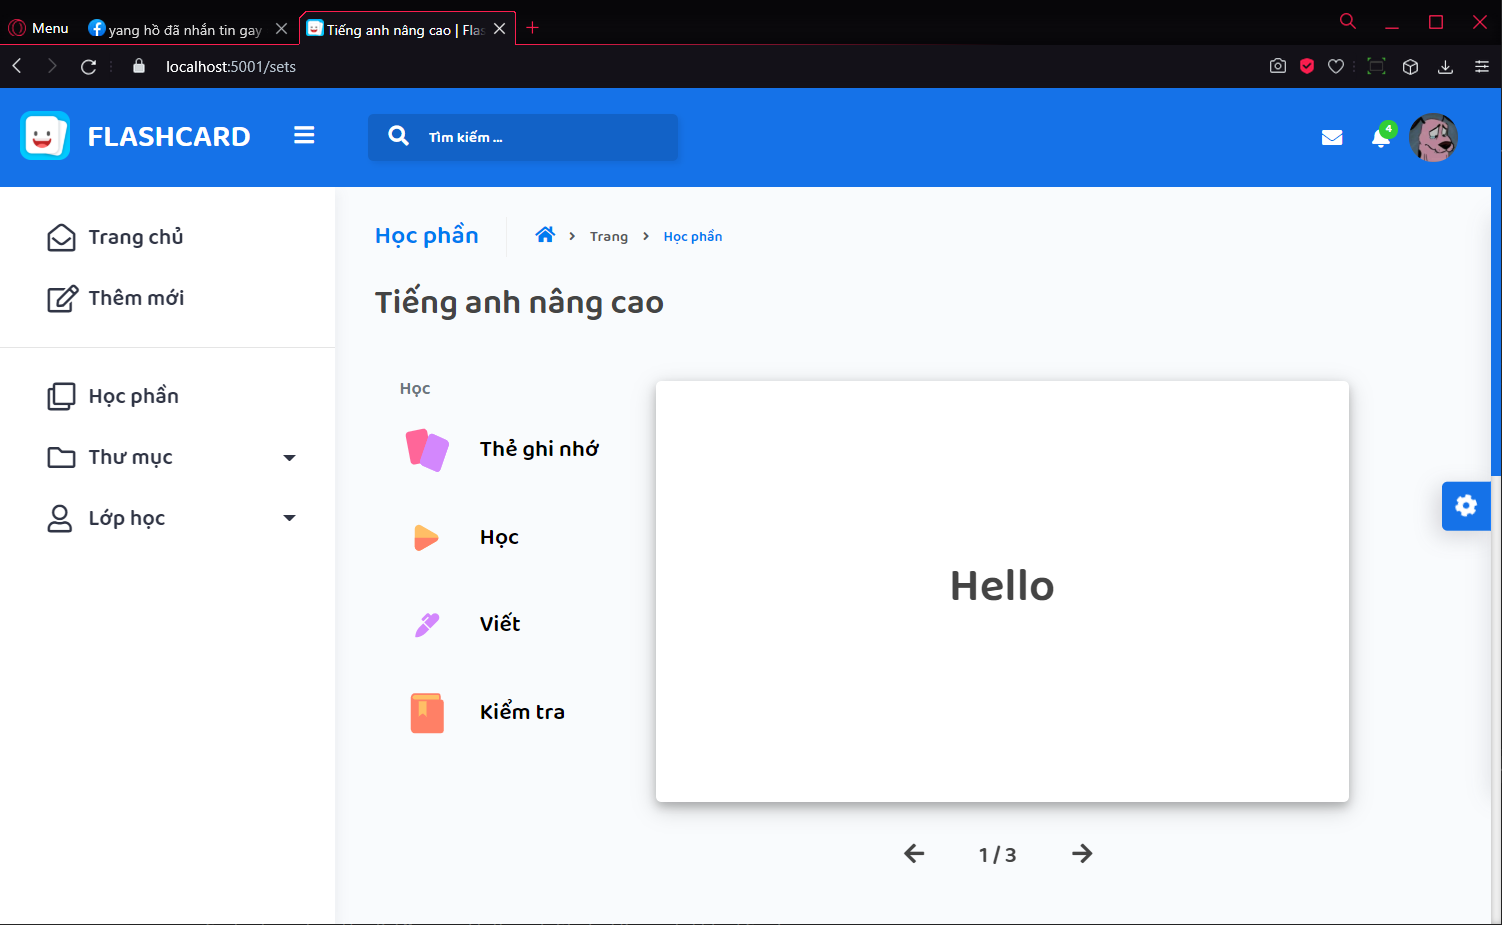 Menu
yang hồ đã nhắn tin gay
Tiếng anh nâng cao | Flas
localhost:5001/sets
FLASHCARD
Tìm kiếm ...
4
Trang chủ
Thêm mới
Học phần
Thư mục
Lớp học
Học phần
Trang
Học phần
Tiếng anh nâng cao
Học
Thẻ ghi nhớ
Học
Viết
Kiểm tra
Hello
1 / 3